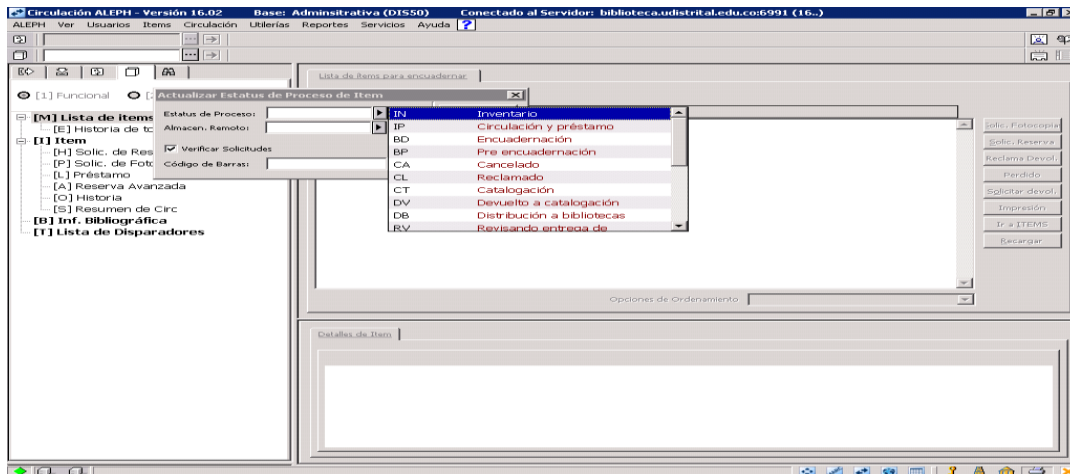 Circulación ALEPH - Versión 16.02 Base: Adminsitrativa (DIS50) Conectado al Servidor: biblioteca.udistrital.edu.co:6991 (16..)
ALEPH Ver Usuarios Items Circulación Utilerías Reportes Servicios Ayuda
Lista de Items para encuadernar
[1] Funcional
Actualizar Estatus de Proceso de Item
Estatus de Proceso:
Almacen. Remoto:
Verificar Solicitudes
Código de Barras:
IN Inventario
IP Circulación y préstamo
BD Encuadernación
BP Pre encuadernación
CA Cancelado
CL Reclamado
CT Catalogación
DV Devuelto a catalogación
DB Distribución a bibliotecas
RV Revisando entrega de
[M] Lista de items
[E] Historia de to
[I] Item
[H] Solic. de Res
[P] Solic. de Foto
[L] Préstamo
[A] Reserva Avanzada
[O] Historia
[S] Resumen de Circ
[B] Inf. Bibliográfica
[T] Lista de Disparadores
Solic. Fotocopia
Solic. Reserva
Reclama Devol.
Perdido
Solicitar devol.
Impresión
Ir a ITEMS
Recargar
Opciones de Ordenamiento
Detalles de Item